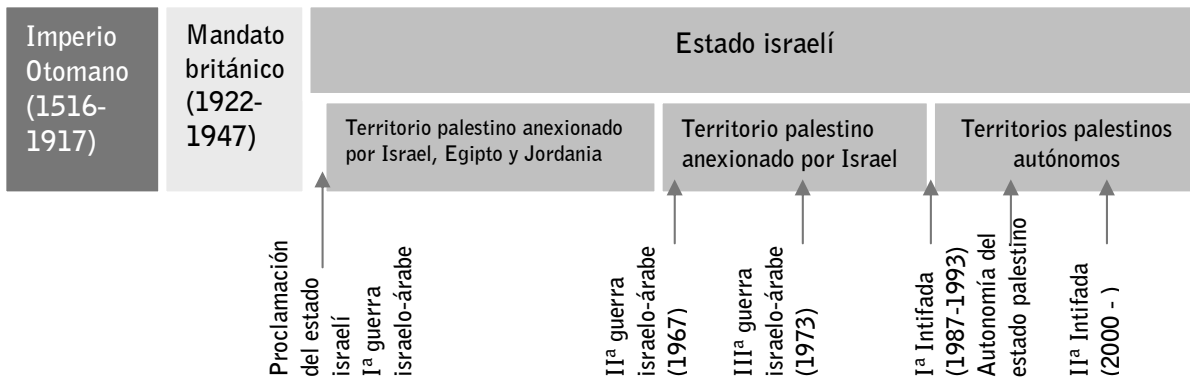 Imperio
Otomano
(1516-
1917)
Mandato
británico
(1922-
1947)
Estado israelí
Territorio palestino anexionado
por Israel, Egipto y Jordania
Territorio palestino
anexionado por Israel
Territorios palestinos
autónomos
Proclamación
del estado
israelí
Iª guerra
israelo-árabe
IIª guerra
israelo-árabe
(1967)
IIIª guerra
israelo-árabe
(1973)
Iª Intifada
(1987-1993)
Autonomía del
estado palestino
IIª Intifada
(2000 - )